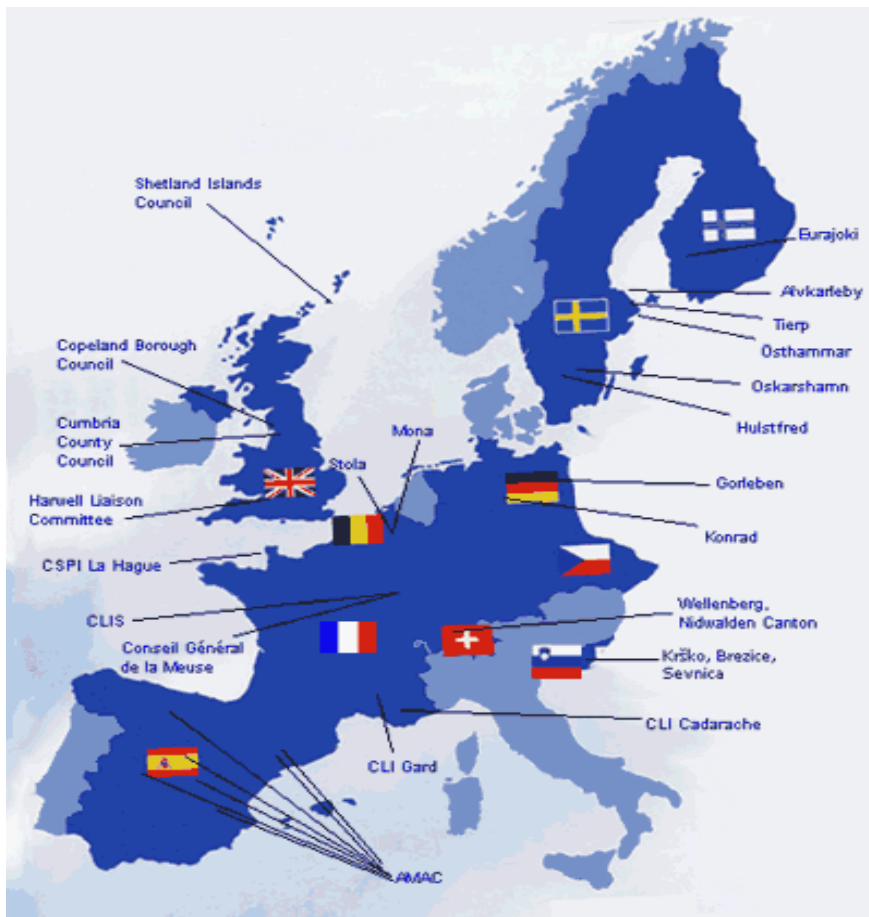 Shetland Islands
Council
Eurajoki
Alvkarleby
Tierp
Osthammar
Copeland Borough
Council
Oskarshamn
Hulstfred
Cumbria
County
Council
Mona
Stola
Gorleben
Harwell Liaison
Committee
Konrad
CSPI La Hague
CLIS
Wellenberg,
Nidwalden Canton
Conseil Général
de la Meuse
Krško, Brezice,
Sevnica
CLI Cadarache
CLI Gard
AMAC